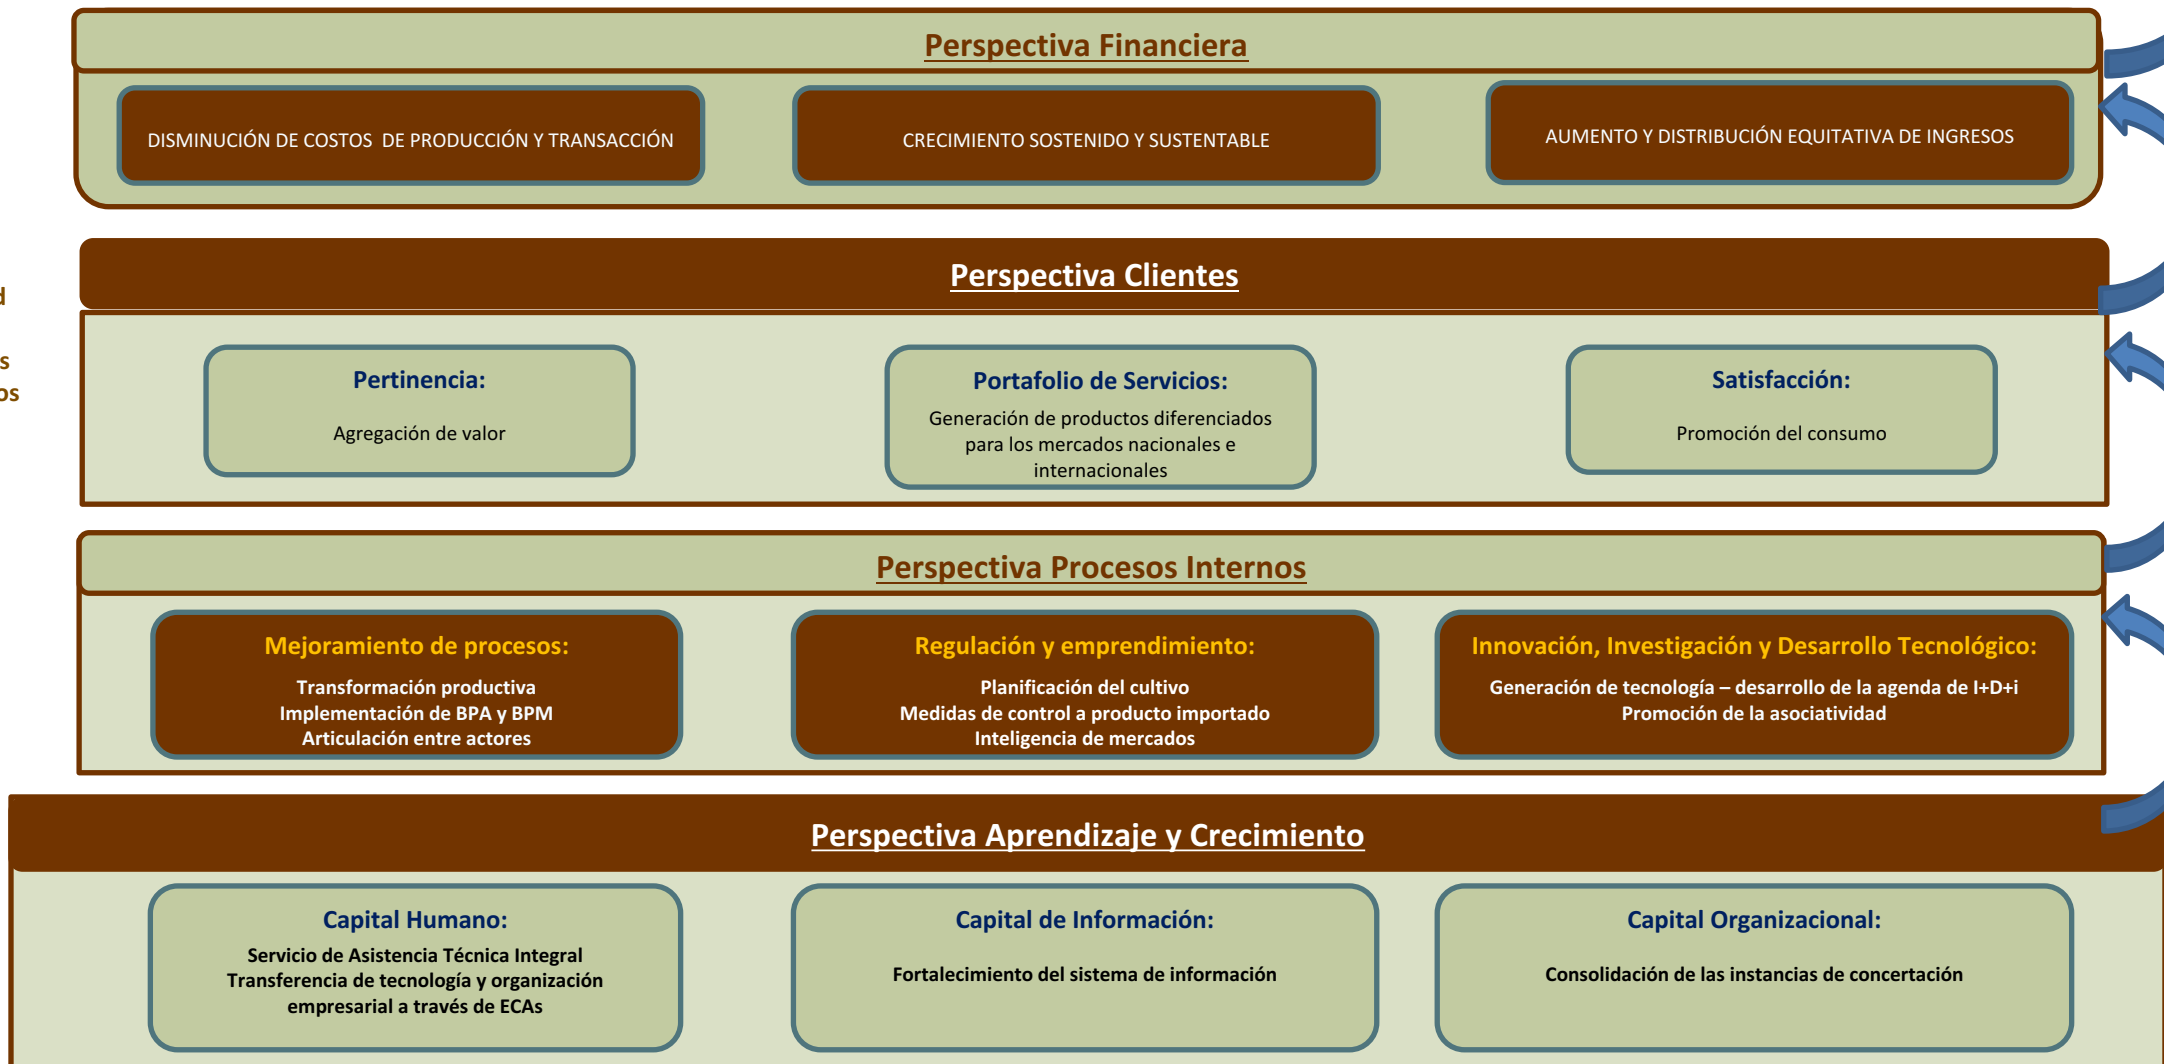 Perspectiva Financiera
DISMINUCIÓN DE COSTOS DE PRODUCCIÓN Y TRANSACCIÓN
CRECIMIENTO SOSTENIDO Y SUSTENTABLE
AUMENTO Y DISTRIBUCIÓN EQUITATIVA DE INGRESOS
Perspectiva Clientes
Pertinencia:
Agregación de valor
Portafolio de Servicios:
Generación de productos diferenciados
para los mercados nacionales e
internacionales
Satisfacción:
Promoción del consumo
Perspectiva Procesos Internos
Mejoramiento de procesos:
Transformación productiva
Implementación de BPA y BPM
Articulación entre actores
Regulación y emprendimiento:
Planificación del cultivo
Medidas de control a producto importado
Inteligencia de mercados
Innovación, Investigación y Desarrollo Tecnológico:
Generación de tecnología – desarrollo de la agenda de I+D+i
Promoción de la asociatividad
Perspectiva Aprendizaje y Crecimiento
Capital Humano:
Servicio de Asistencia Técnica Integral
Transferencia de tecnología y organización
empresarial a través de ECAs
Capital de Información:
Fortalecimiento del sistema de información
Capital Organizacional:
Consolidación de las instancias de concertación